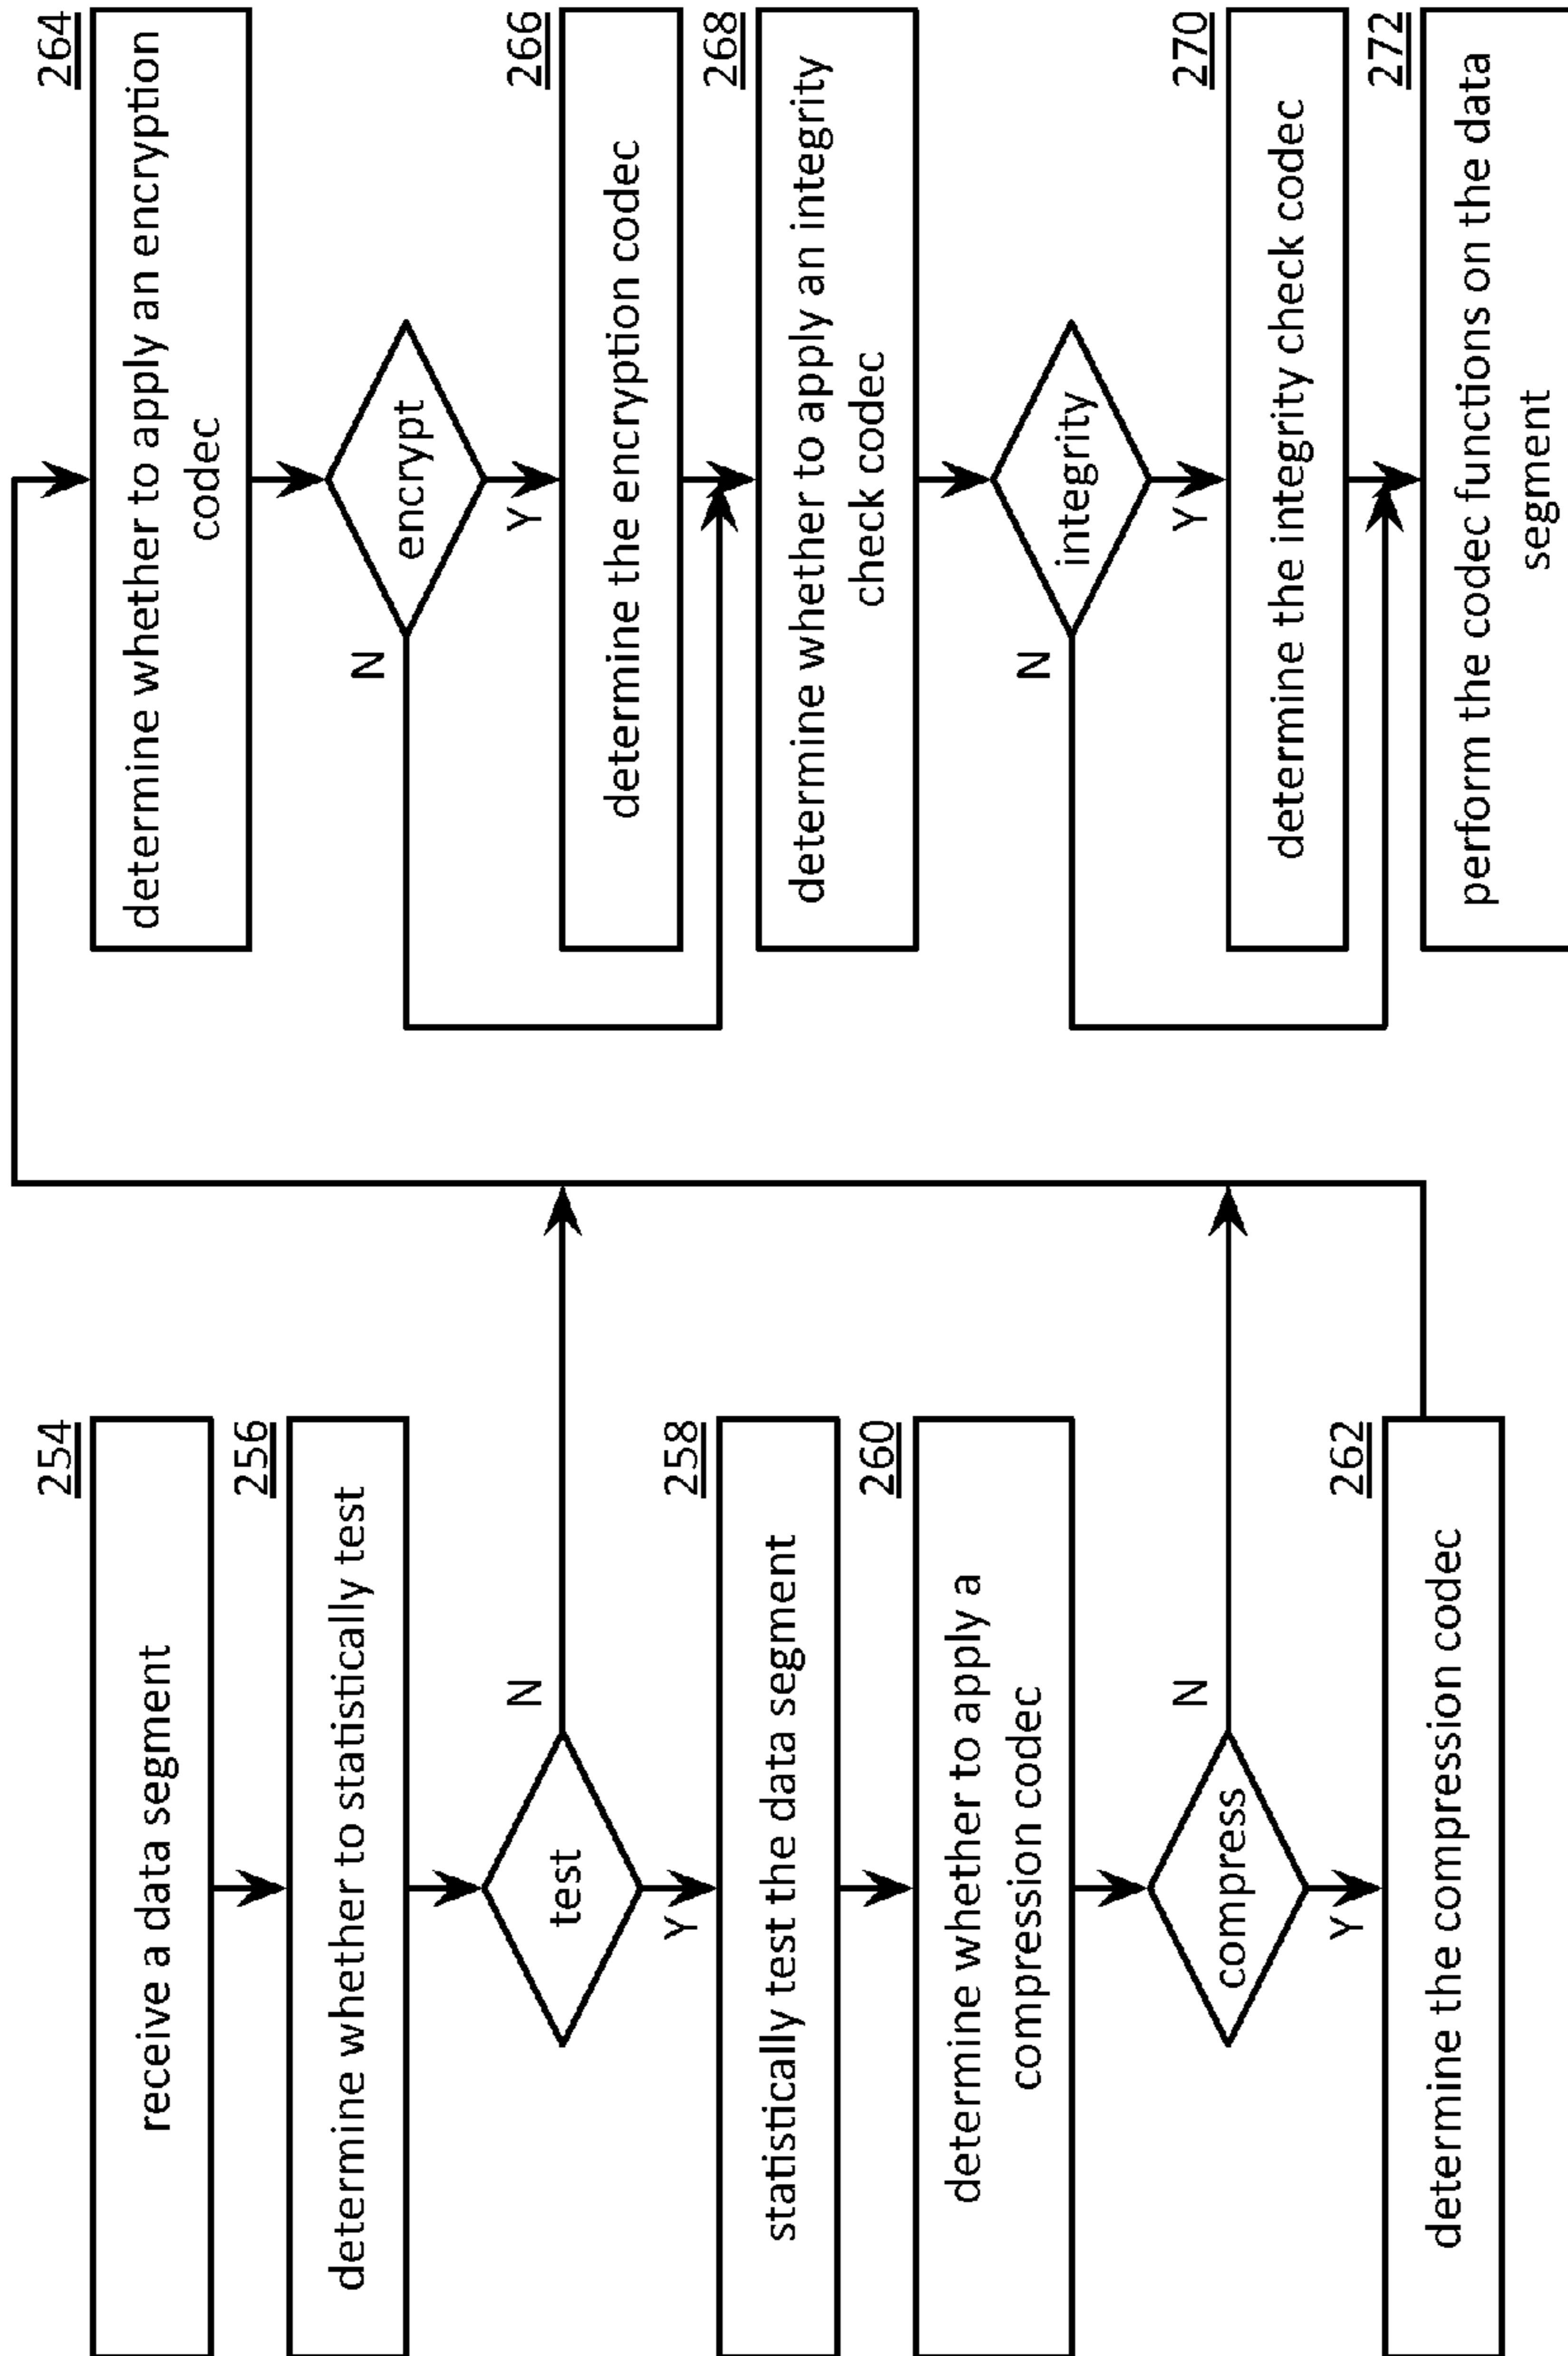 254
receive a data segment
256
determine whether to statistically test
test
N
Y
258
statistically test the data segment
260
determine whether to apply a
compression codec
compress
N
Y
262
determine the compression codec
264
determine whether to apply an encryption
codec
encrypt
N
Y
266
determine the encryption codec
268
determine whether to apply an integrity
check codec
integrity
N
Y
270
determine the integrity check codec
272
perform the codec functions on the data
segment